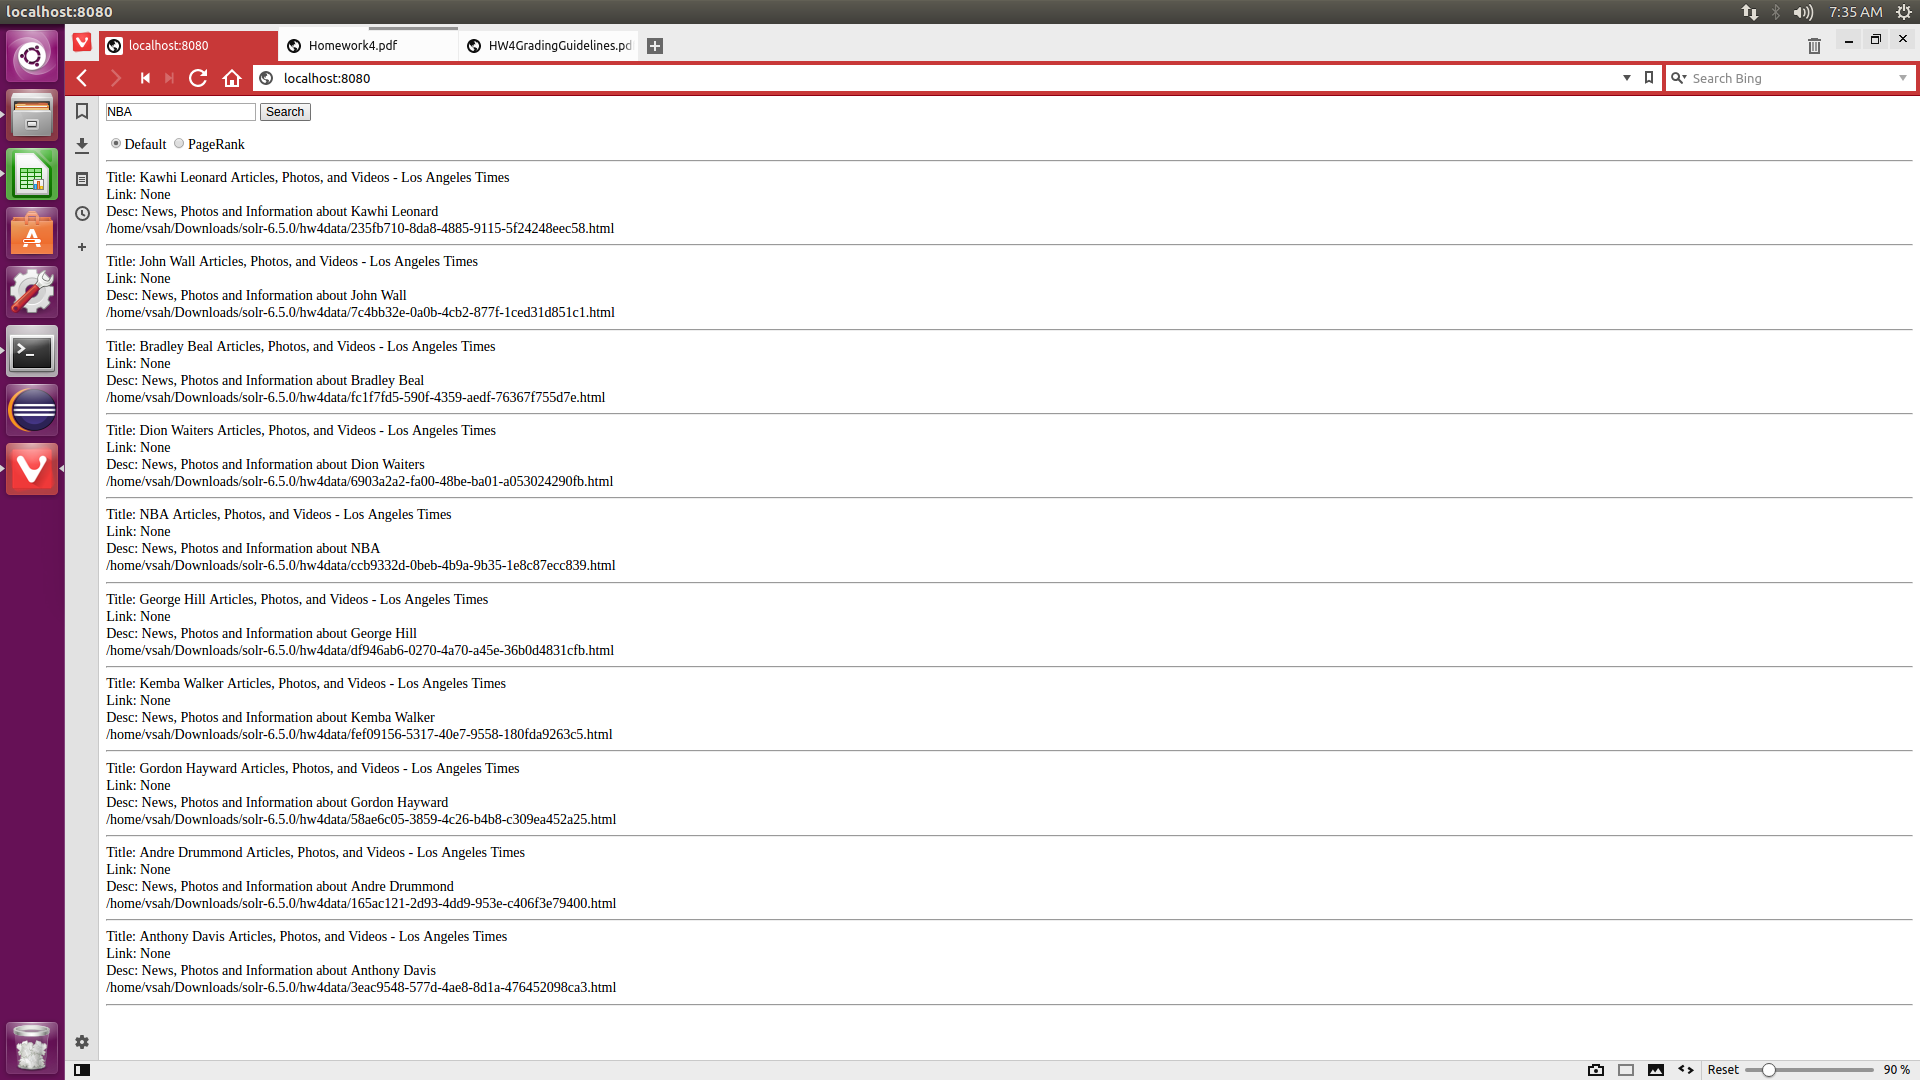 localhost:8080
7:35 AM
localhost:8080
Homework4.pdf
HW4GradingGuidelines.pd
localhost:8080
Search Bing
NBA
Search
Default PageRank
Title: Kawhi Leonard Articles, Photos, and Videos - Los Angeles Times
Link: None
Desc: News, Photos and Information about Kawhi Leonard
/home/vsah/Downloads/solr-6.5.0/hw4data/235fb710-8da8-4885-9115-5f24248eec58.html
Title: John Wall Articles, Photos, and Videos - Los Angeles Times
Link: None
Desc: News, Photos and Information about John Wall
/home/vsah/Downloads/solr-6.5.0/hw4data/7c4bb32e-0a0b-4cb2-877f-1ced31d851c1.html
Title: Bradley Beal Articles, Photos, and Videos - Los Angeles Times
Link: None
Desc: News, Photos and Information about Bradley Beal
/home/vsah/Downloads/solr-6.5.0/hw4data/fc1f7fd5-590f-4359-aedf-76367f755d7e.html
Title: Dion Waiters Articles, Photos, and Videos - Los Angeles Times
Link: None
Desc: News, Photos and Information about Dion Waiters
/home/vsah/Downloads/solr-6.5.0/hw4data/6903a2a2-fa00-48be-ba01-a053024290fb.html
Title: NBA Articles, Photos, and Videos - Los Angeles Times
Link: None
Desc: News, Photos and Information about NBA
/home/vsah/Downloads/solr-6.5.0/hw4data/ccb9332d-0beb-4b9a-9b35-1e8c87ecc839.html
Title: George Hill Articles, Photos, and Videos - Los Angeles Times
Link: None
Desc: News, Photos and Information about George Hill
/home/vsah/Downloads/solr-6.5.0/hw4data/df946ab6-0270-4a70-a45e-36b0d4831cfb.html
Title: Kemba Walker Articles, Photos, and Videos - Los Angeles Times
Link: None
Desc: News, Photos and Information about Kemba Walker
/home/vsah/Downloads/solr-6.5.0/hw4data/fef09156-5317-40e7-9558-180fda9263c5.html
Title: Gordon Hayward Articles, Photos, and Videos - Los Angeles Times
Link: None
Desc: News, Photos and Information about Gordon Hayward
/home/vsah/Downloads/solr-6.5.0/hw4data/58ae6c05-3859-4c26-b4b8-c309ea452a25.html
Title: Andre Drummond Articles, Photos, and Videos - Los Angeles Times
Link: None
Desc: News, Photos and Information about Andre Drummond
/home/vsah/Downloads/solr-6.5.0/hw4data/165ac121-2d93-4dd9-953e-c406f3e79400.html
Title: Anthony Davis Articles, Photos, and Videos - Los Angeles Times
Link: None
Desc: News, Photos and Information about Anthony Davis
/home/vsah/Downloads/solr-6.5.0/hw4data/3eac9548-577d-4ae8-8d1a-476452098ca3.html
Reset 90 %